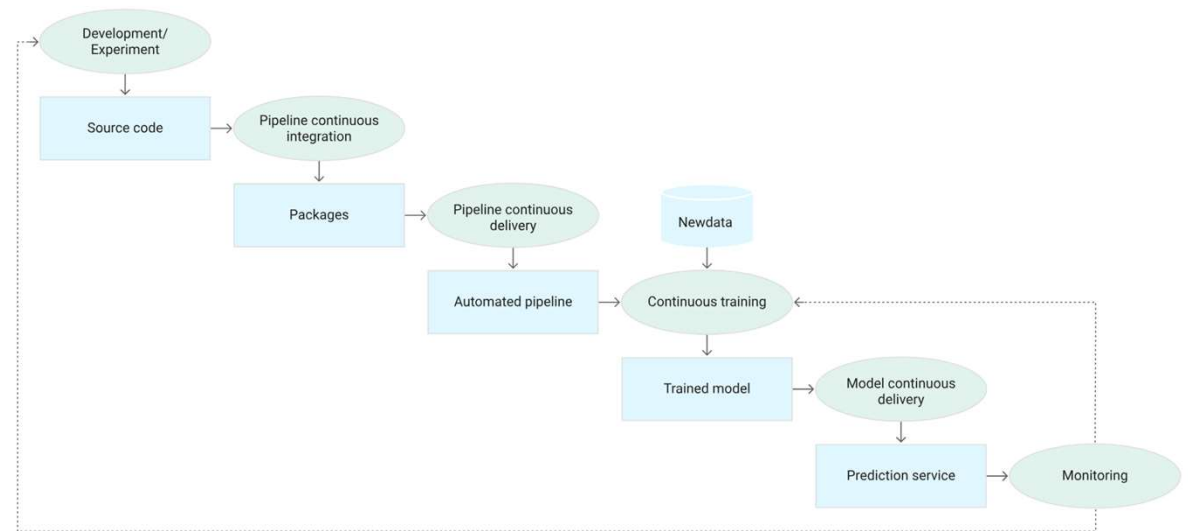 Development/
Experiment
Source code
Pipeline continuous
integration
Packages
Pipeline continuous
delivery
Newdata
Automated pipeline
Continuous training
Trained model
Model continuous
delivery
Prediction service
Monitoring